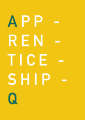 APP -
REN -
TICE -
SHIP -
Q